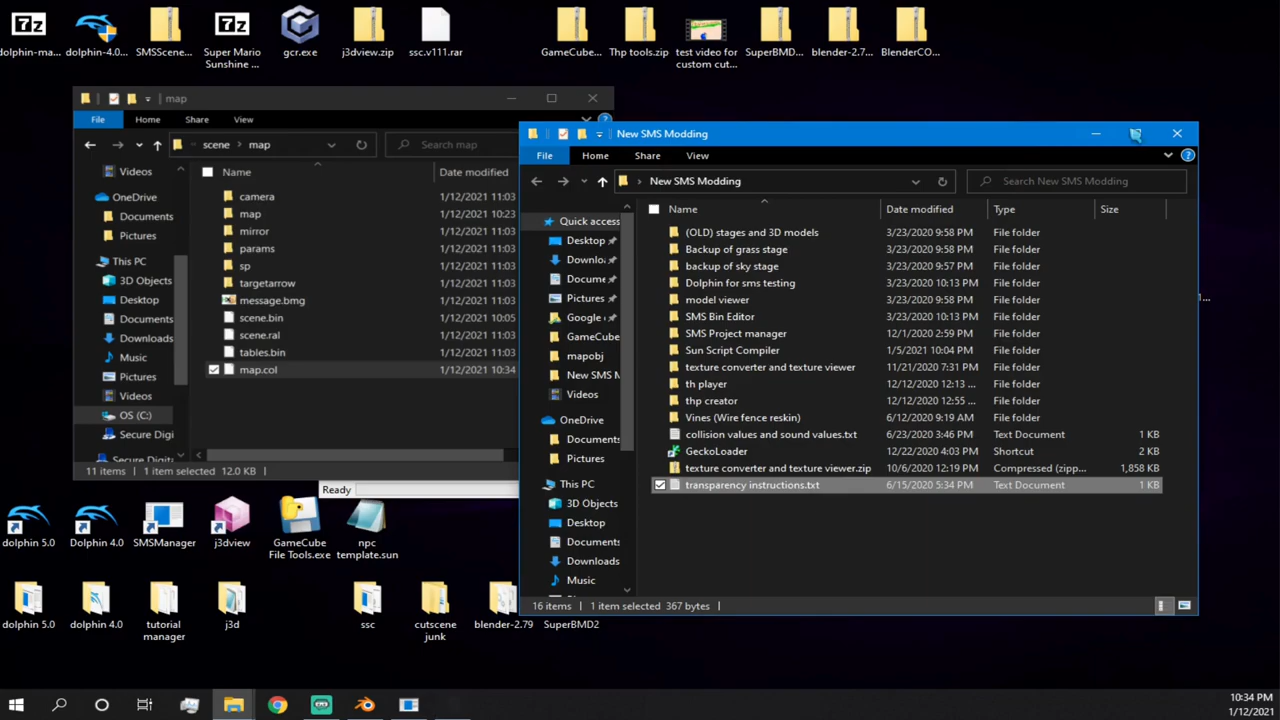 dolphin-ma...
dolphin-4.0...
SMSScene...
Super Mario
Sunshine ...
gcr.exe
j3dview.zip
ssc.v111.rar
GameCube...
Thp tools.zip
test video for
custom cut...
SuperBMD...
blender-2.7...
BlenderCO...
map
File
Home
Share
View
scene
map
Search map
Name
Date modified
Videos
OneDrive
Documents
Pictures
This PC
3D Objects
Desktop
Documents
Downloads
Music
Pictures
Videos
OS (C:)
Secure Digi
camera 1/12/2021 11:03
map 1/12/2021 10:23
mirror 1/12/2021 11:03
params 1/12/2021 11:03
sp 1/12/2021 11:03
targetarrow 1/12/2021 11:03
message.bmg 1/12/2021 11:03
scene.bin 1/12/2021 10:05
scene.ral 1/12/2021 11:03
tables.bin 1/12/2021 11:03
map.col 1/12/2021 10:34
11 items
1 item selected 12.0 KB
Ready
New SMS Modding
File
Home
Share
View
New SMS Modding
Search New SMS Modding
Name
Date modified
Type
Size
Quick access
Desktop
Downloa
Docume
Pictures
Google
GameCube
mapobj
New SMS M
Videos
OneDrive
Documents
Pictures
This PC
3D Objects
Desktop
Documents
Downloads
Music
(OLD) stages and 3D models 3/23/2020 9:58 PM File folder
Backup of grass stage 3/23/2020 9:58 PM File folder
backup of sky stage 3/23/2020 9:57 PM File folder
Dolphin for sms testing 3/23/2020 10:13 PM File folder
model viewer 3/23/2020 9:58 PM File folder
SMS Bin Editor 3/23/2020 10:13 PM File folder
SMS Project manager 12/1/2020 2:59 PM File folder
Sun Script Compiler 1/5/2021 10:04 PM File folder
texture converter and texture viewer 11/21/2020 7:31 PM File folder
th player 12/12/2020 12:13 ... File folder
thp creator 12/12/2020 12:55 ... File folder
Vines (Wire fence reskin) 6/12/2020 9:19 AM File folder
collision values and sound values.txt 6/23/2020 3:46 PM Text Document 1 KB
GeckoLoader 12/22/2020 4:03 PM Shortcut 2 KB
texture converter and texture viewer.zip 10/6/2020 12:19 PM Compressed (zipp... 1,858 KB
transparency instructions.txt 6/15/2020 5:34 PM Text Document 1 KB
16 items
1 item selected 367 bytes
dolphin 5.0
Dolphin 4.0
SMSManager
j3dview
GameCube
File Tools.exe
npc
template.sun
dolphin 5.0
dolphin 4.0
tutorial
manager
j3d
ssc
cutscene
junk
blender-2.79
SuperBMD2
10:34 PM
1/12/2021